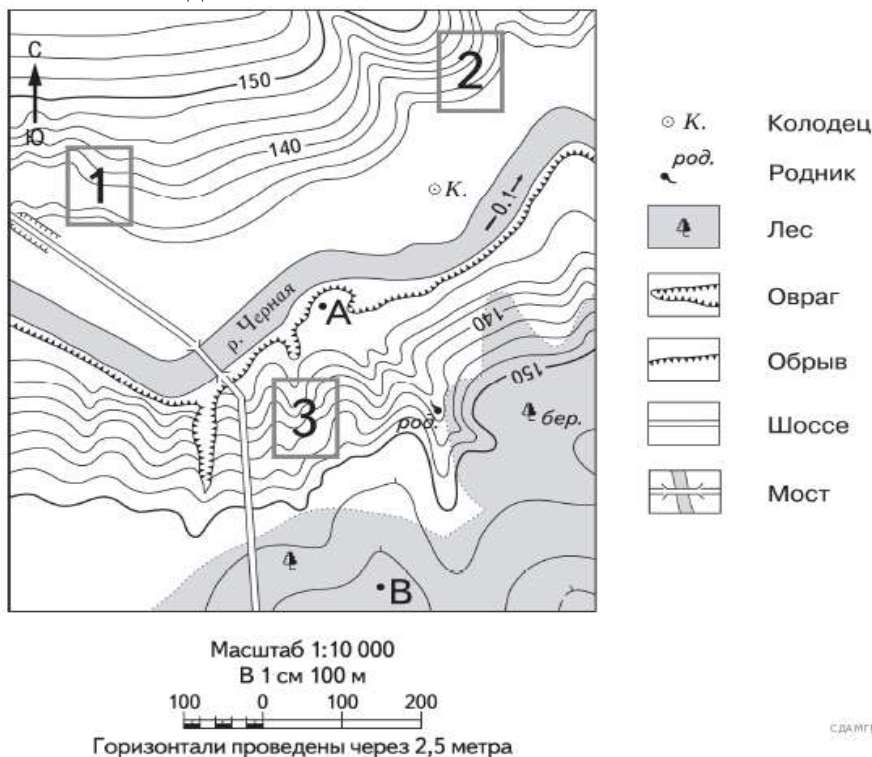 С
Ю
150
2
140
1
К.
0.1
р. Черная
А
140
150
3
род.
бер.
В
К. Колодец
род. Родник
Лес
Овраг
Обрыв
Шоссе
Мост
Масштаб 1:10 000
В 1 см 100 м
100 0 100 200
Горизонтали проведены через 2,5 метра